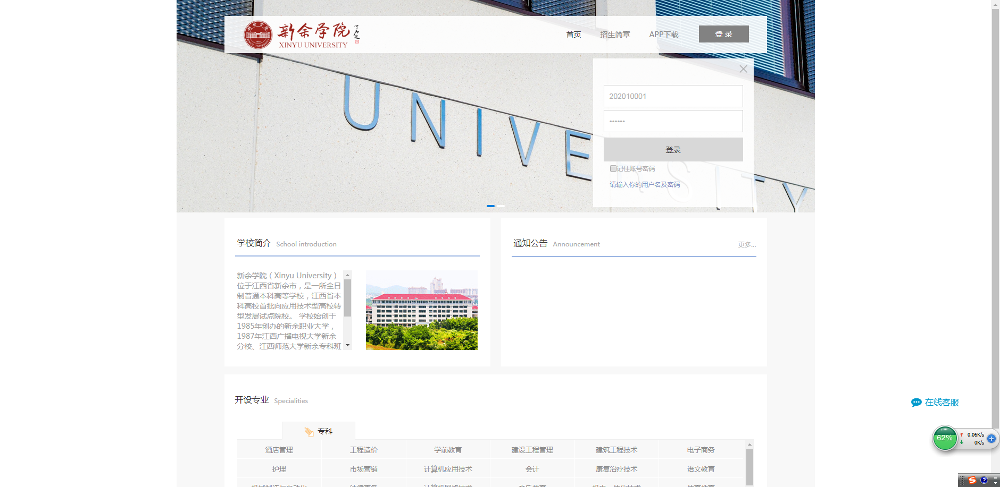 新余学院
XINYU UNIVERSITY
首页
招生简章
APP下载
登 录
UNIVERSITY
202010001
••••••
登录
记住账号密码
请输入你的用户名及密码
学校简介 School introduction
新余学院（Xinyu University）
位于江西省新余市，是一所全日
制普通本科高等学校，江西省本
科高校首批向应用技术型高校转
型发展试点院校。 学校始创于
1985年创办的新余职业大学，
1987年江西广播电视大学新余
分校、江西师范大学新余专科班
通知公告 Announcement
更多...
开设专业 Specialities
专科
酒店管理 工程造价 学前教育 建设工程管理 建筑工程技术 电子商务
护理 市场营销 计算机应用技术 会计 康复治疗技术 语文教育
在线客服
62%
0.06K/s
0K/s